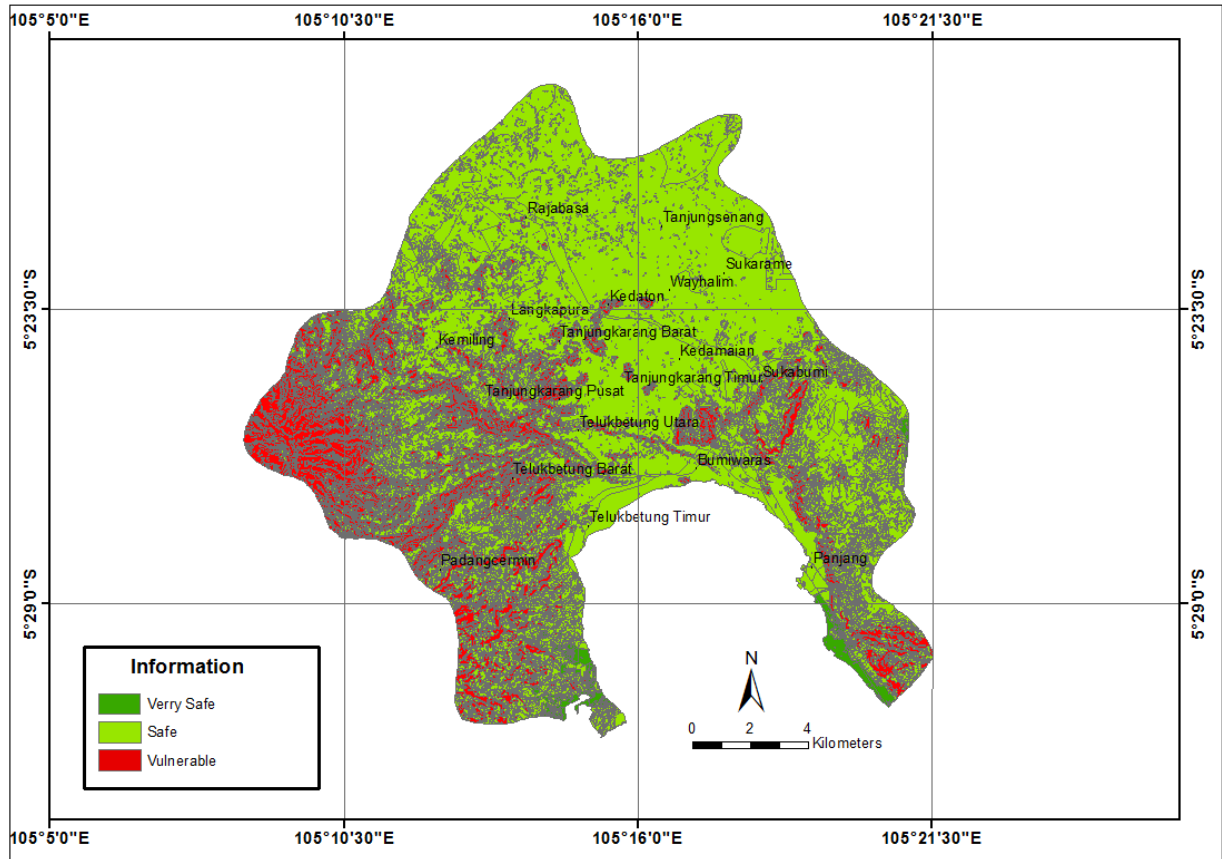 105°5'0"E 105°10'30"E 105°16'0"E 105°21'30"E
Rajabasa
Tanjungsenang
Sukarame
Wayhalim
Kedaton
5°23'30"S
5°23'30"S
Langkapura
Tanjungkarang Barat
Kemiling
Kedamaian
Sukabumi
Tanjungkarang Timur
Tanjungkarang Pusat
Telukbetung Utara
Bumiwaras
Telukbetung Barat
Telukbetung Timur
Panjang
Padangcermin
5°29'0"S
5°29'0"S
Information
Verry Safe
Safe
Vulnerable
N
0 2 4
Kilometers
105°5'0"E 105°10'30"E 105°16'0"E 105°21'30"E